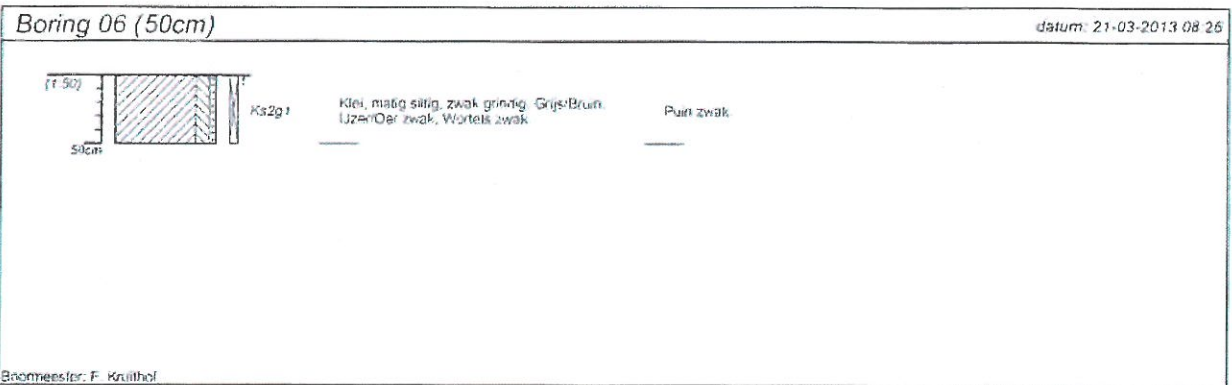 Boring 06 (50cm)
datum: 21-03-2013 08:26
(1:50)
Ks2g1
Klei, matig siltig, zwak grindig. Grijs/Bruin.
IJzer/Oer zwak, Wortels zwak
Puin zwak
50cm
Boormeester: F. Kruithof